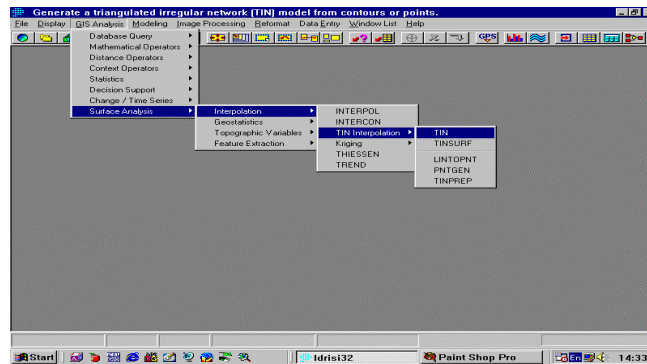 Generate a triangulated irregular network (TIN) model from contours or points.
File Display GIS Analysis Modeling Image Processing Reformat Data Entry Window List Help
GPS
Database Query
Mathematical Operators
Distance Operators
Context Operators
Statistics
Decision Support
Change / Time Series
Surface Analysis
Interpolation
Geostatistics
Topographic Variables
Feature Extraction
INTERPOL
INTERCON
TIN Interpolation
Kriging
THIESSEN
TREND
TIN
TINSURF
LINTOPNT
PNTGEN
TINPREP
Start Idrisi32 Paint Shop Pro En 14:33